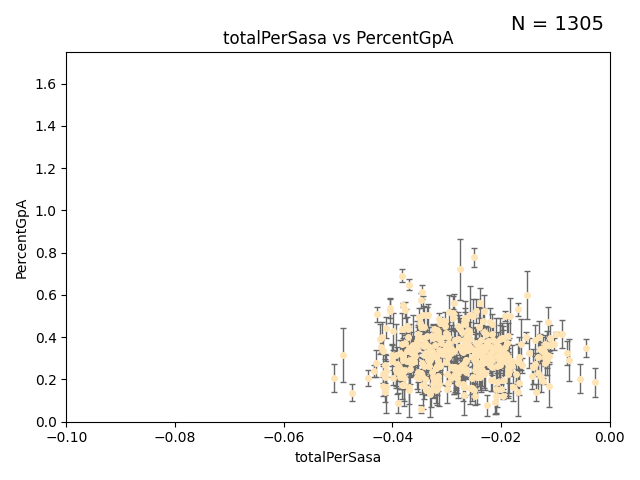 N = 1305
totalPerSasa vs PercentGpA
PercentGpA
1.6
1.4
1.2
1.0
0.8
0.6
0.4
0.2
0.0
−0.10 −0.08 −0.06 −0.04 −0.02 0.00
totalPerSasa